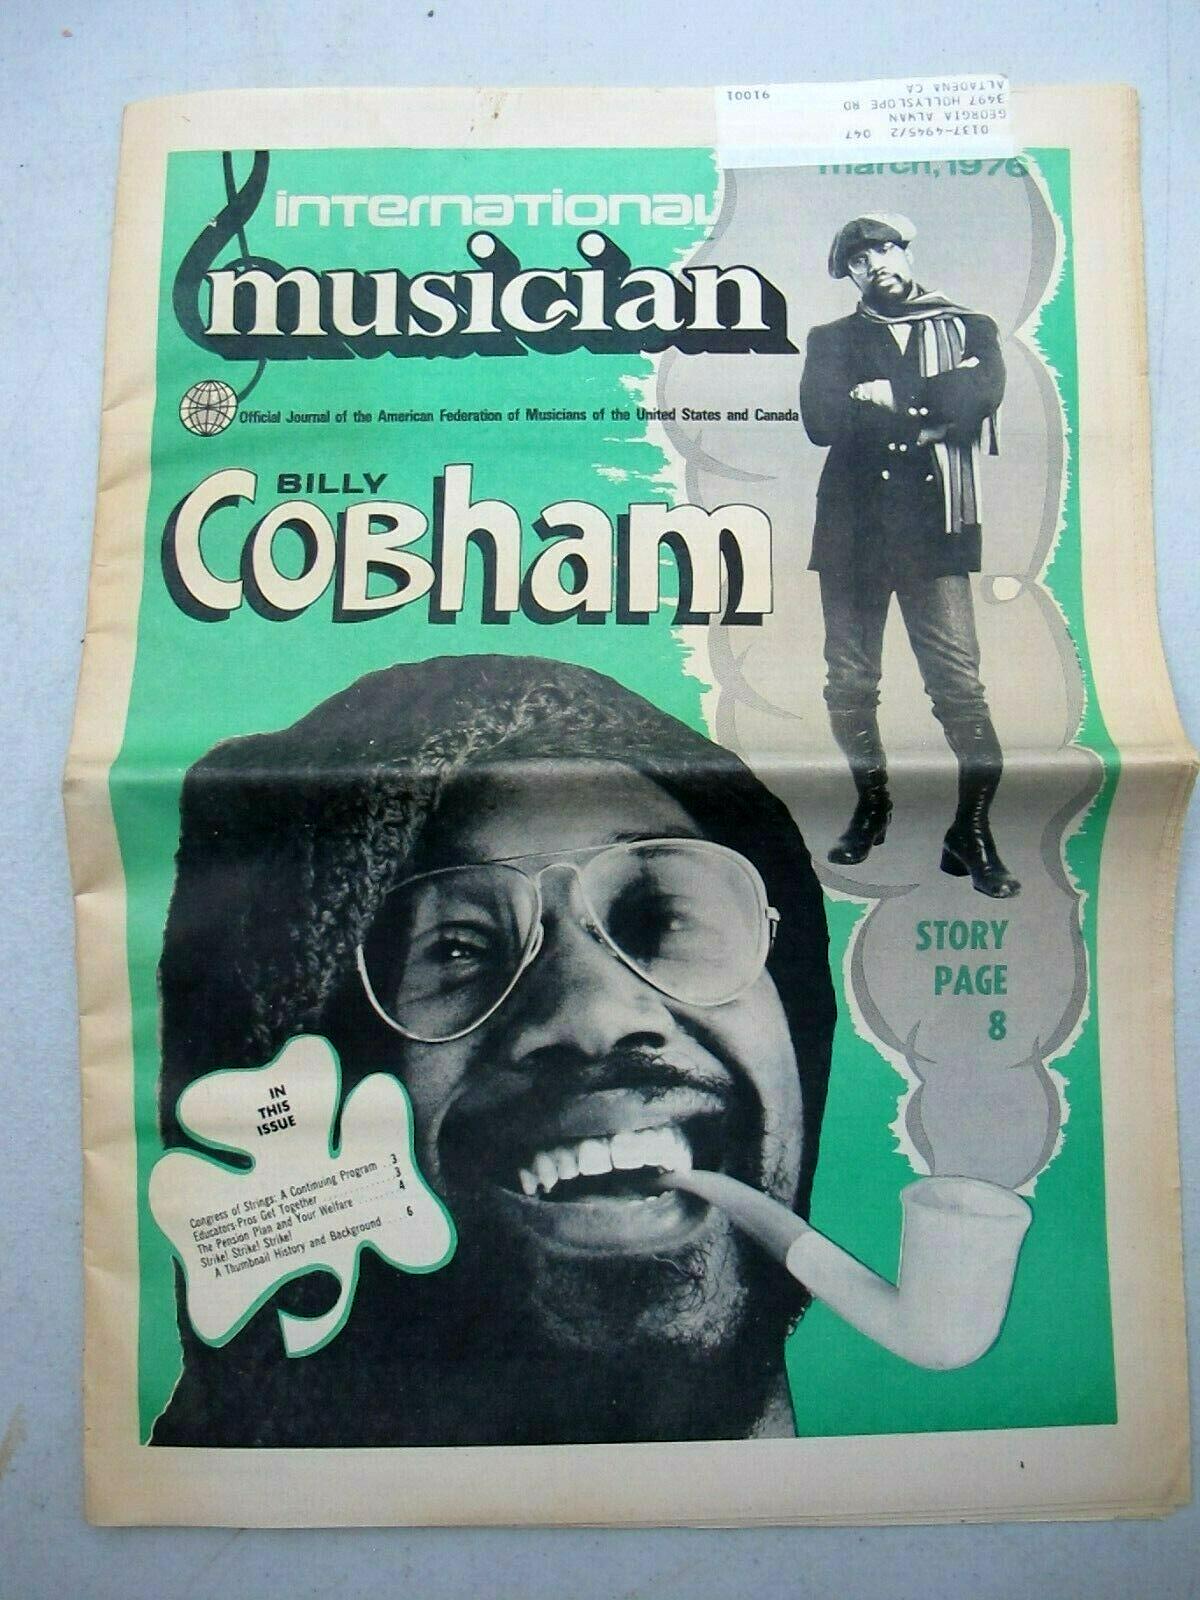 0137-4945/2 047
GEORGIA ALWAN
3497 HOLLYSLOPE RD
ALTADENA CA 91001
march, 1976
international
musician
Official Journal of the American Federation of Musicians of the United States and Canada
BILLY
CoBham
STORY
PAGE
8
IN
THIS
ISSUE
Congress of Strings: A Continuing Program .. 3
Educators-Pros Get Together .......... 3
The Pension Plan and Your Welfare ........ 4
Strike! Strike! Strike!
A Thumbnail History and Background ... 6